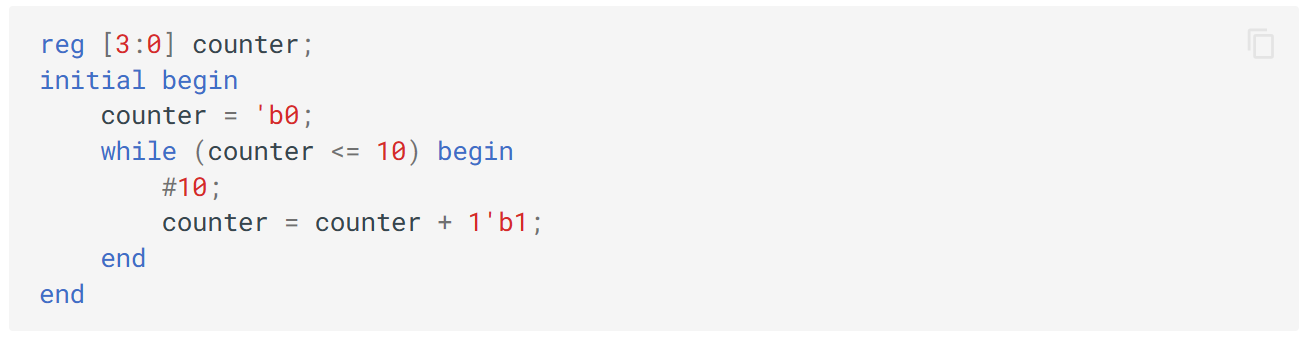 reg [3:0] counter;
initial begin
    counter = 'b0;
    while (counter <= 10) begin
        #10;
        counter = counter + 1'b1;
    end
end